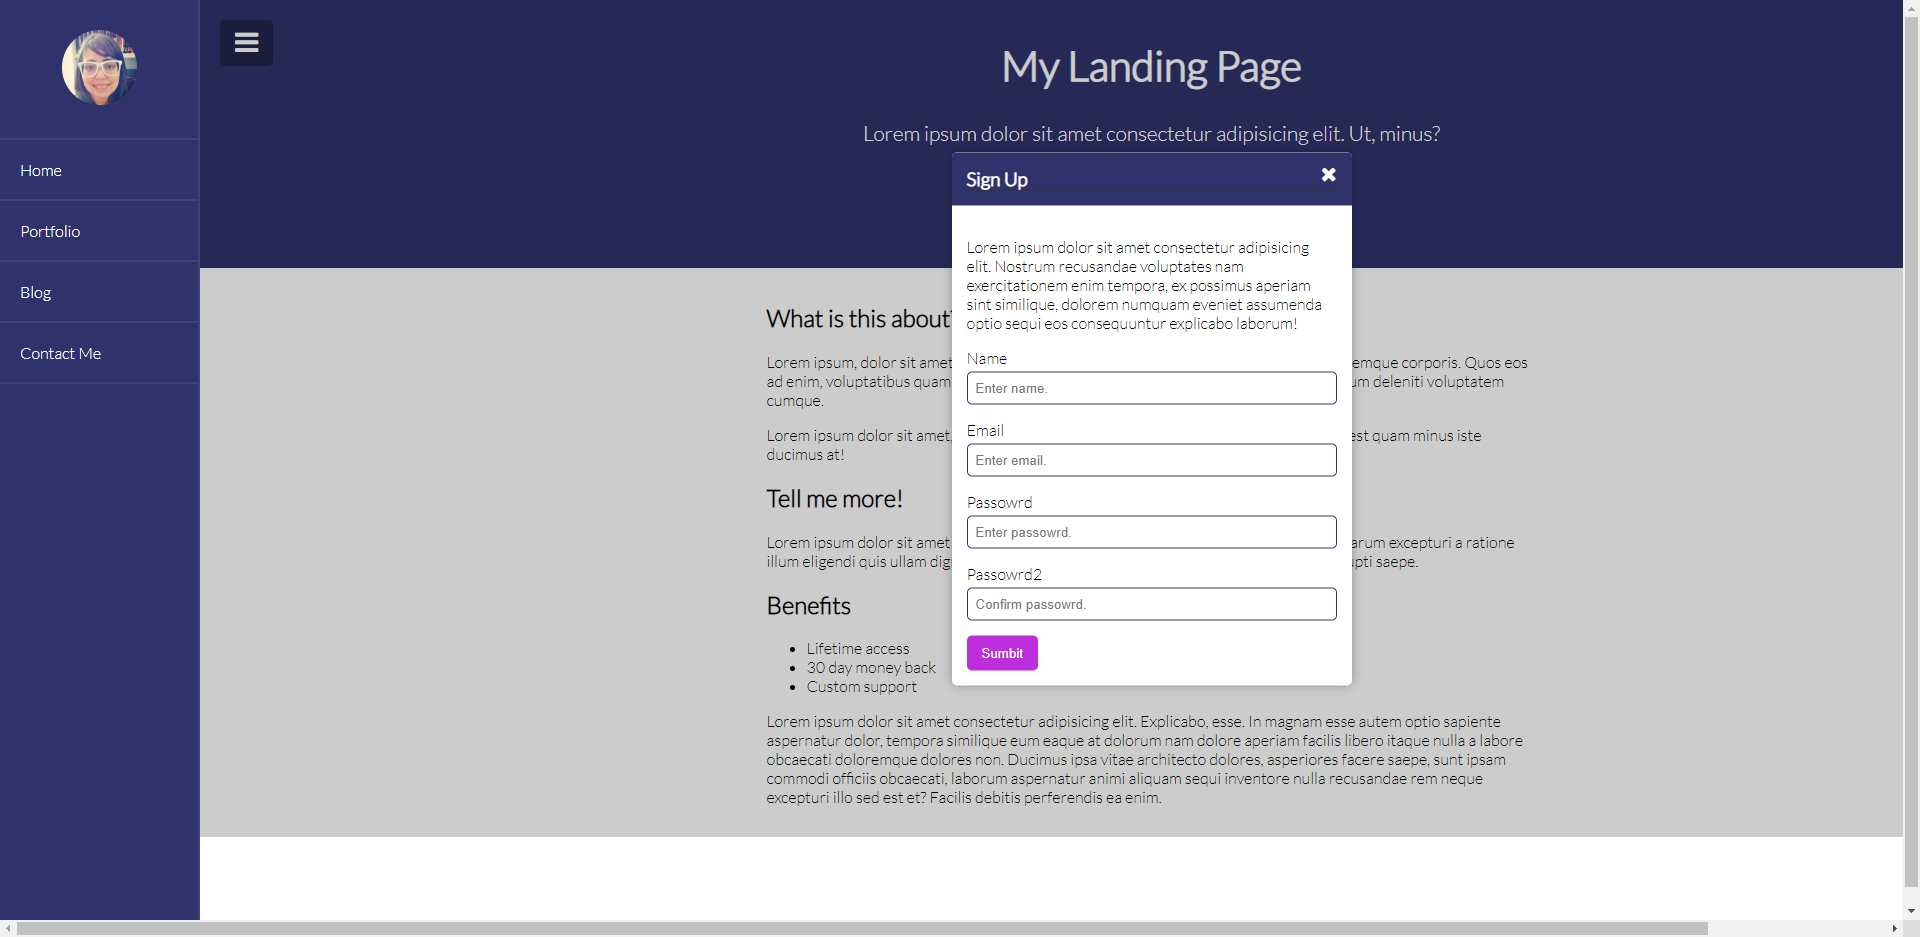 My Landing Page
Lorem ipsum dolor sit amet consectetur adipisicing elit. Ut, minus?
Home
Portfolio
Blog
Contact Me
Sign Up
Lorem ipsum dolor sit amet consectetur adipisicing
elit. Nostrum recusandae voluptates nam
exercitationem enim tempora, ex possimus aperiam
sint similique, dolorem numquam eveniet assumenda
optio sequi eos consequuntur explicabo laborum!
Name
Enter name.
Email
Enter email.
Passowrd
Enter passowrd.
Passowrd2
Confirm passowrd.
Sumbit
What is this about
Lorem ipsum, dolor sit amet emque corporis. Quos eos
ad enim, voluptatibus quam um deleniti voluptatem
cumque.
Lorem ipsum dolor sit amet, est quam minus iste
ducimus at!
Tell me more!
Lorem ipsum dolor sit amet arum excepturi a ratione
illum eligendi quis ullam dig pti saepe.
Benefits
Lifetime access
30 day money back
Custom support
Lorem ipsum dolor sit amet consectetur adipisicing elit. Explicabo, esse. In magnam esse autem optio sapiente
aspernatur dolor, tempora similique eum eaque at dolorum nam dolore aperiam facilis libero itaque nulla a labore
obcaecati doloremque dolores non. Ducimus ipsa vitae architecto dolores, asperiores facere saepe, sunt ipsam
commodi officiis obcaecati, laborum aspernatur animi aliquam sequi inventore nulla recusandae rem neque
excepturi illo sed est et? Facilis debitis perferendis ea enim.